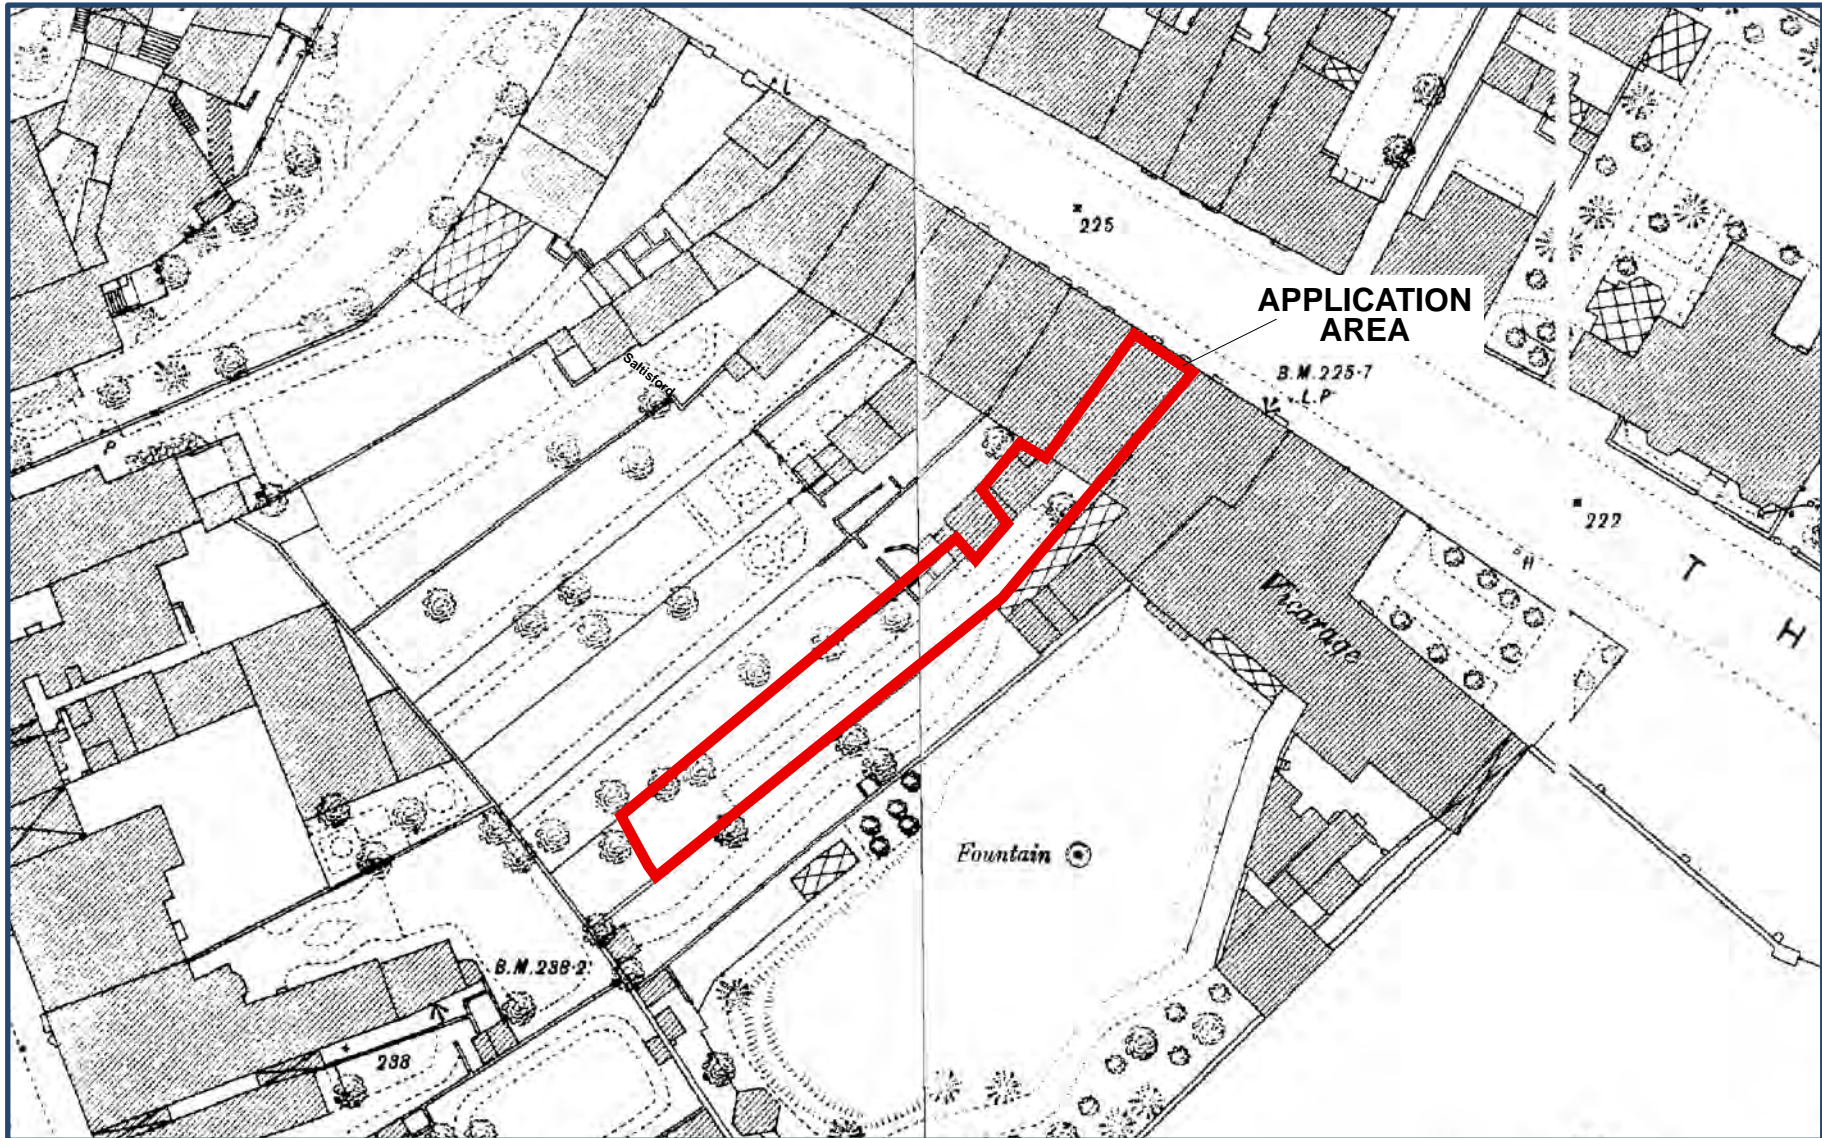 L
225
APPLICATION
AREA
Saltisford
B.M.225·7
L.P
222
H
T
H
Vicarage
P
Fountain
B.M.238·2
238